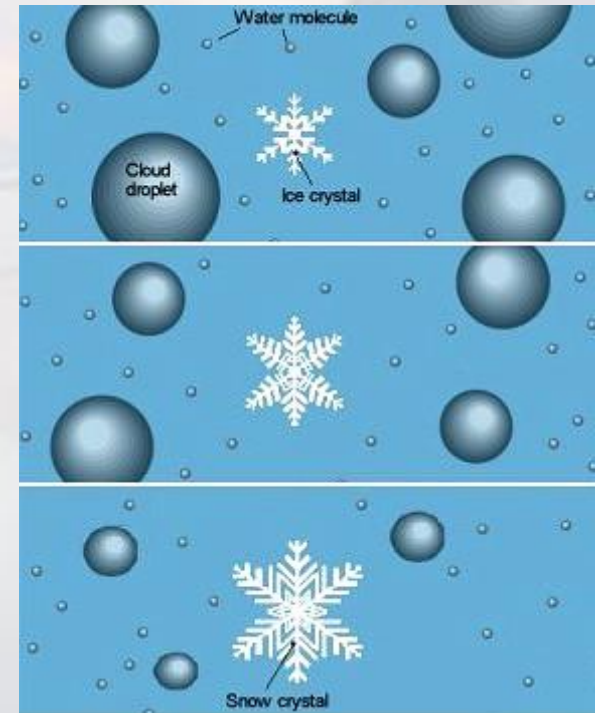 Water molecule
Cloud
droplet
Ice crystal
Snow crystal